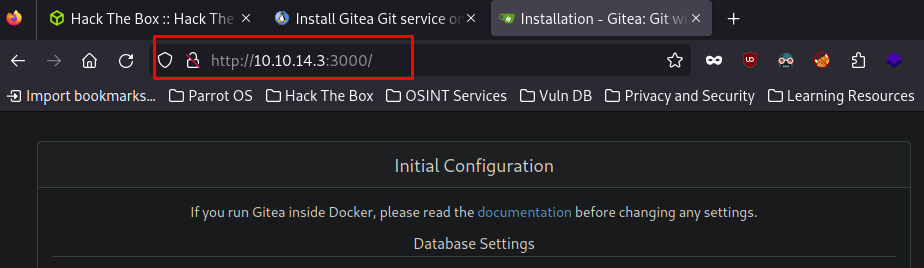 Hack The Box :: Hack The
Install Gitea Git service on
Installation - Gitea: Git wi
http://10.10.14.3:3000/
Import bookmarks... Parrot OS Hack The Box OSINT Services Vuln DB Privacy and Security Learning Resources
Initial Configuration
If you run Gitea inside Docker, please read the documentation before changing any settings.
Database Settings